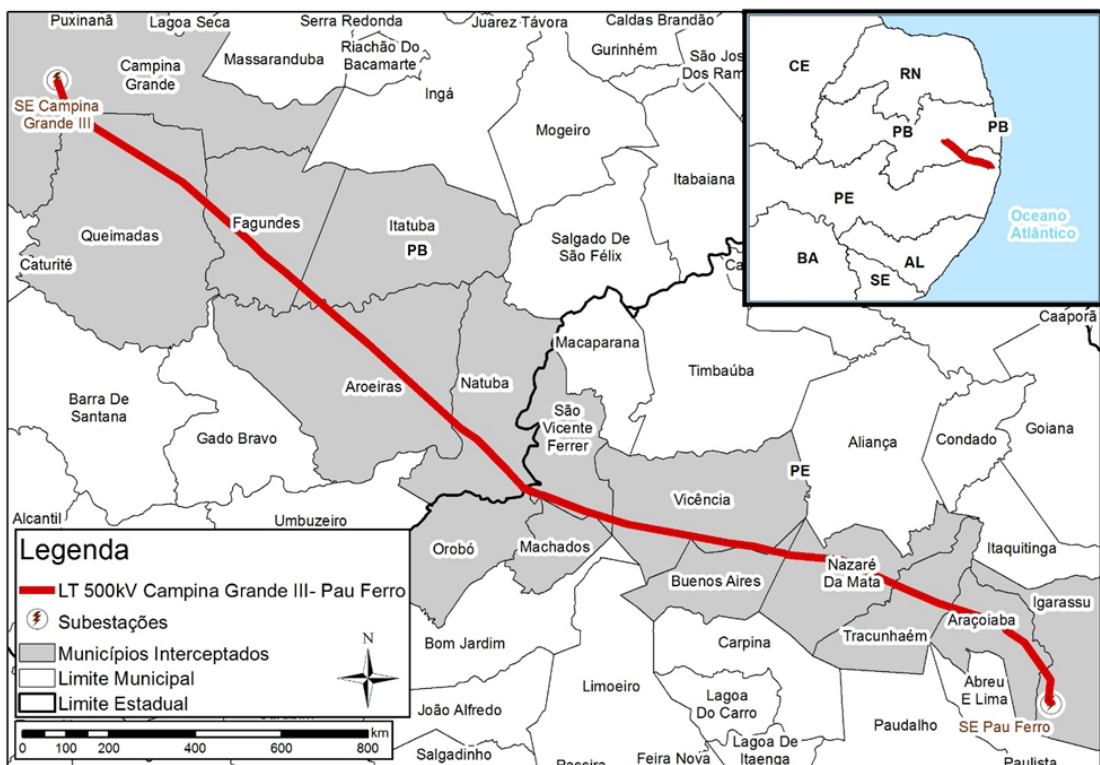 Puxinanã
Lagoa Seca
Serra Redonda
Juarez Távora
Caldas Brandão
Massaranduba
Riachão Do
Bacamarte
Gurinhém
São Jos
Dos Ram
Campina
Grande
Ingá
Mogeiro
SE Campina
Grande III
Itabaiana
Queimadas
Fagundes
Itatuba
PB
Salgado De
São Félix
Caturité
Ca
Macaparana
Timbaúba
Caaporã
Barra De
Santana
Gado Bravo
Aroeiras
Natuba
São
Vicente
Ferrer
Aliança
Condado
Goiana
PE
Vicência
Alcantil
Umbuzeiro
Orobó
Machados
Buenos Aires
Nazaré
Da Mata
Itaquitinga
Igarassu
Araçoiaba
Tracunhaém
Bom Jardim
Carpina
Limoeiro
Abreu
E Lima
João Alfredo
Lagoa
Do Carro
Paudalho
SE Pau Ferro
Salgadinho
Feira Nova
Lagoa De
Itaenga
Paulista
CE
RN
PB
PB
PE
Oceano
Atlântico
BA
AL
SE
Legenda
LT 500kV Campina Grande III- Pau Ferro
Subestações
Municípios Interceptados
Limite Municipal
Limite Estadual
N
km
0 100 200 400 600 800